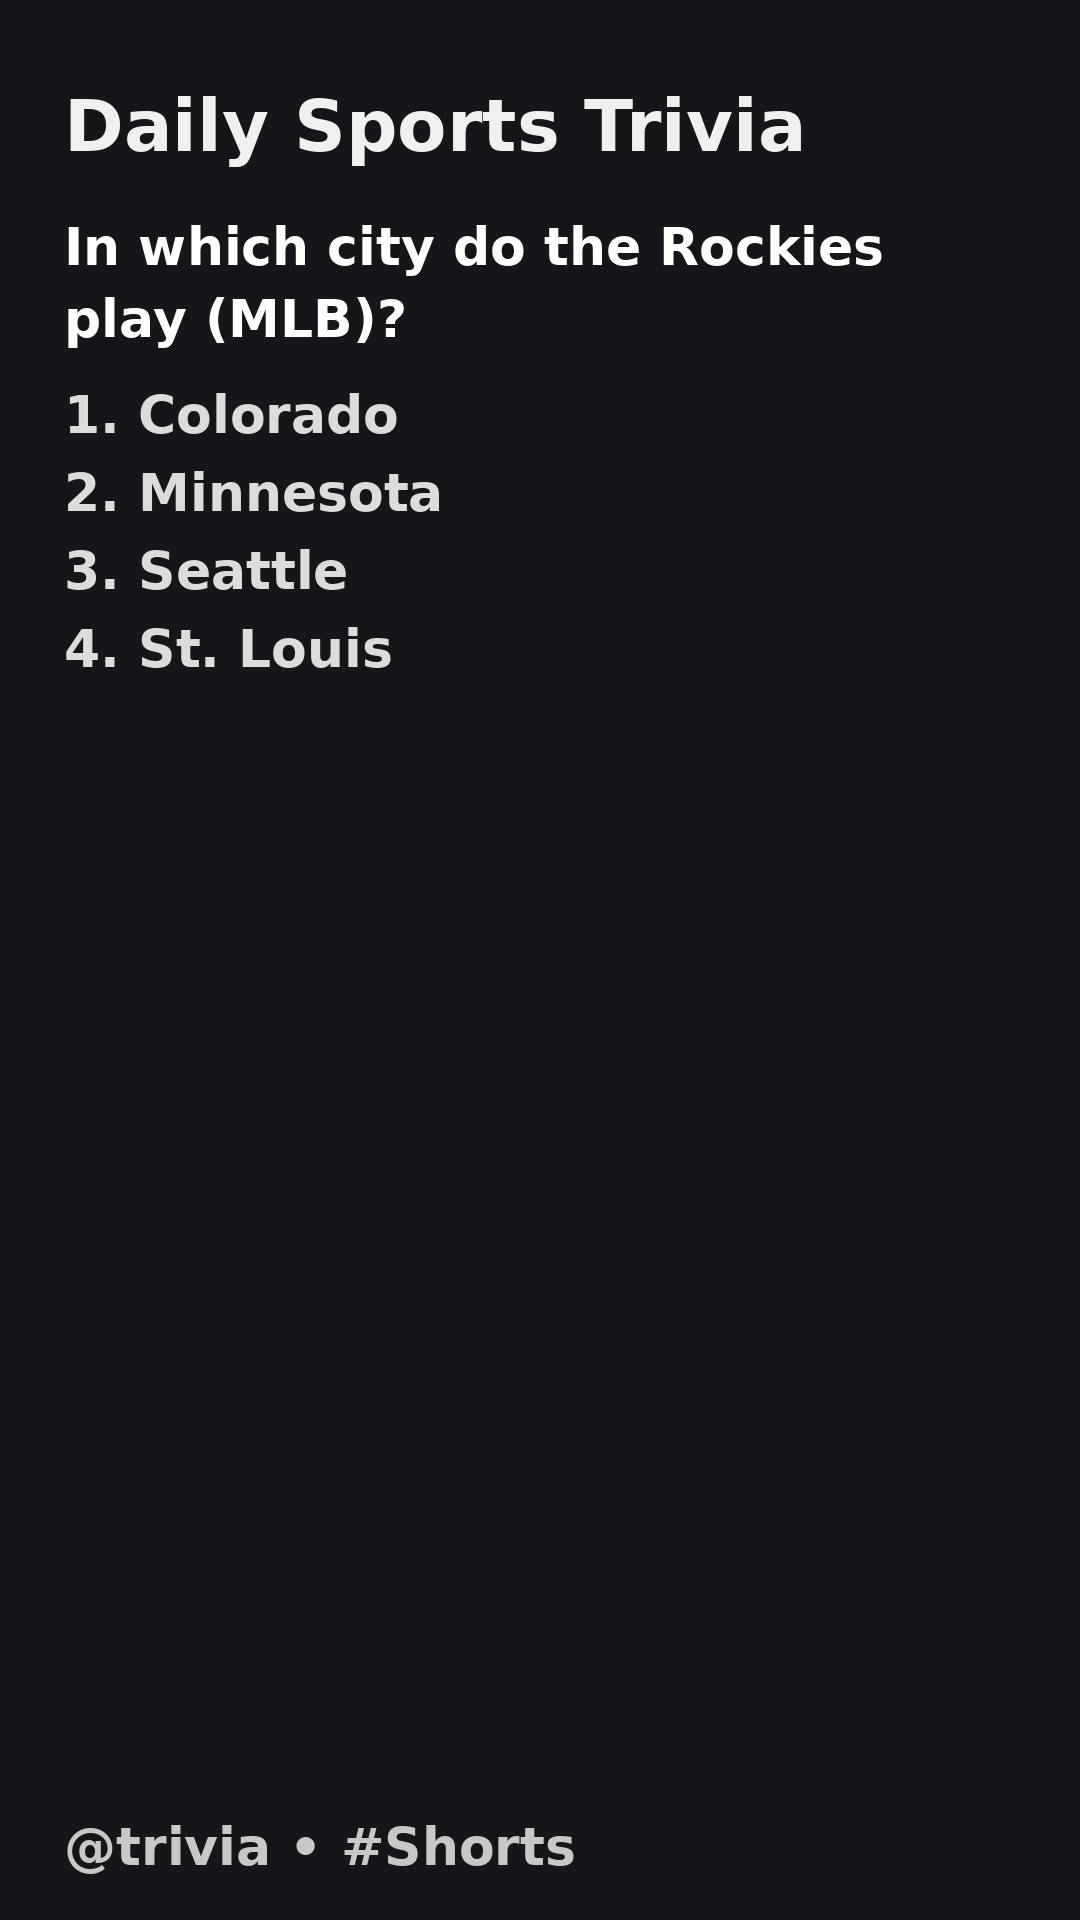 Daily Sports Trivia
In which city do the Rockies
play (MLB)?
1. Colorado
2. Minnesota
3. Seattle
4. St. Louis
@trivia • #Shorts